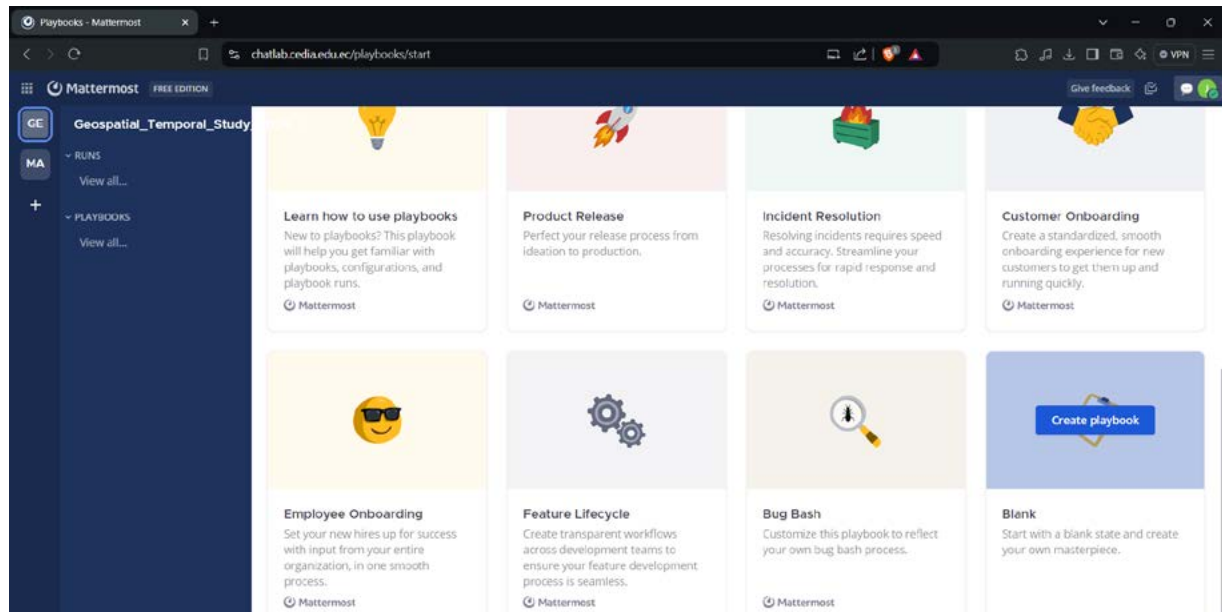 Playbooks - Mattermost
chatlab.cedia.edu.ec/playbooks/start
VPN
Mattermost FREE EDITION
Give feedback
GE
Geospatial_Temporal_Study
MA
RUNS
View all...
PLAYBOOKS
View all...
Learn how to use playbooks
New to playbooks? This playbook
will help you get familiar with
playbooks, configurations, and
playbook runs.
Mattermost
Product Release
Perfect your release process from
ideation to production.
Mattermost
Incident Resolution
Resolving incidents requires speed
and accuracy. Streamline your
processes for rapid response and
resolution.
Mattermost
Customer Onboarding
Create a standardized, smooth
onboarding experience for new
customers to get them up and
running quickly.
Mattermost
Employee Onboarding
Set your new hires up for success
with input from your entire
organization, in one smooth
process.
Mattermost
Feature Lifecycle
Create transparent workflows
across development teams to
ensure your feature development
process is seamless.
Mattermost
Bug Bash
Customize this playbook to reflect
your own bug bash process.
Mattermost
Create playbook
Blank
Start with a blank state and create
your own masterpiece.